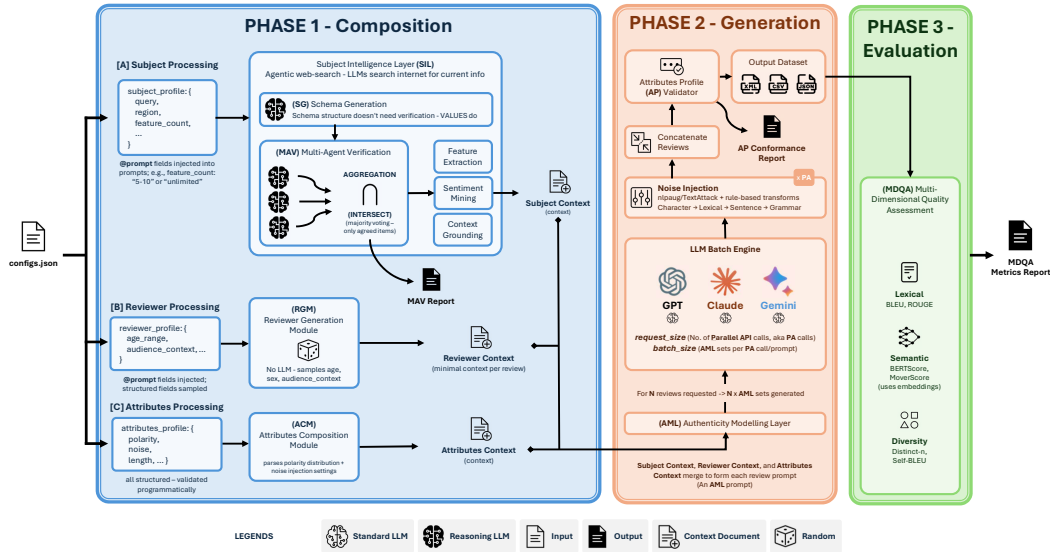 PHASE 1 - Composition
[A] Subject Processing
subject_profile: {
query,
region,
feature_count,
...
}
@prompt fields injected into
prompts; e.g., feature_count:
"5-10" or "unlimited"
Subject Intelligence Layer (SIL)
Agentic web-search - LLMs search internet for current info
(SG) Schema Generation
Schema structure doesn't need verification - VALUES do
(MAV) Multi-Agent Verification
AGGREGATION
∩
(INTERSECT)
(majority voting –
only agreed items)
Feature
Extraction
Sentiment
Mining
Context
Grounding
Subject Context
(context)
MAV Report
configs.json
[B] Reviewer Processing
reviewer_profile: {
age_range,
audience_context, ...
}
@prompt fields injected;
structured fields sampled
(RGM)
Reviewer Generation
Module
No LLM - samples age,
sex, audience_context
Reviewer Context
(minimal context per review)
[C] Attributes Processing
attributes_profile: {
polarity,
noise,
length, ... }
all structured – validated
programmatically
(ACM)
Attributes Composition
Module
parses polarity distribution +
noise injection settings
Attributes Context
(context)
PHASE 2 - Generation
Attributes Profile
(AP) Validator
Output Dataset
XML
CSV
JSON
Concatenate
Reviews
AP Conformance
Report
x PA
Noise Injection
nlpaug/TextAttack + rule-based transforms
Character → Lexical → Sentence → Grammar
LLM Batch Engine
GPT
Claude
Gemini
request_size (No. of Parallel API calls, aka PA calls)
batch_size (AML sets per PA call/prompt)
For N reviews requested -> N x AML sets generated
(AML) Authenticity Modelling Layer
Subject Context, Reviewer Context, and Attributes
Context merge to form each review prompt
(An AML prompt)
PHASE 3 -
Evaluation
(MDQA) Multi-
Dimensional Quality
Assessment
Lexical
BLEU, ROUGE
Semantic
BERTScore,
MoverScore
(uses embeddings)
Diversity
Distinct-n,
Self-BLEU
MDQA
Metrics Report
LEGENDS
Standard LLM
Reasoning LLM
Input
Output
Context Document
Random